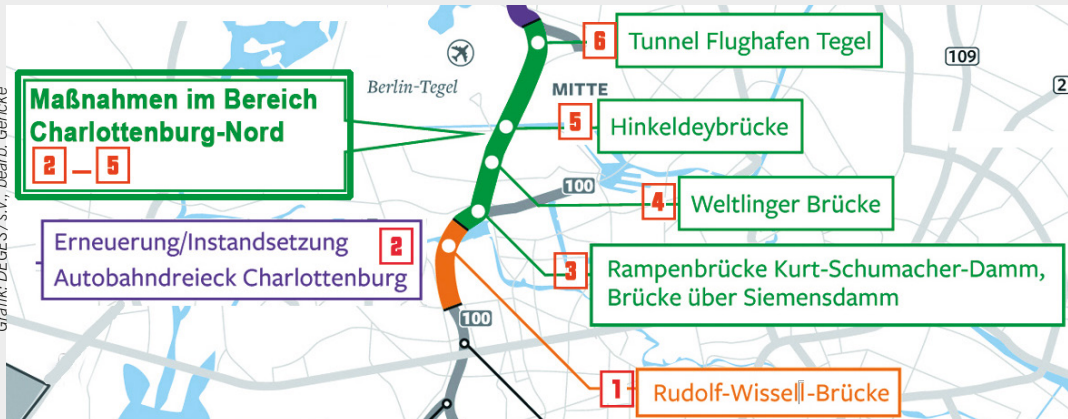 6
Tunnel Flughafen Tegel
109
2
Berlin-Tegel
MITTE
Maßnahmen im Bereich
Charlottenburg-Nord
2 – 5
5
Hinkeldeybrücke
100
4
Weltlinger Brücke
Erneuerung/Instandsetzung
2
Autobahndreieck Charlottenburg
3
Rampenbrücke Kurt-Schumacher-Damm,
Brücke über Siemensdamm
100
1
Rudolf-Wissell-Brücke
Grafik: DEGES / s.V., bearb. Gericke